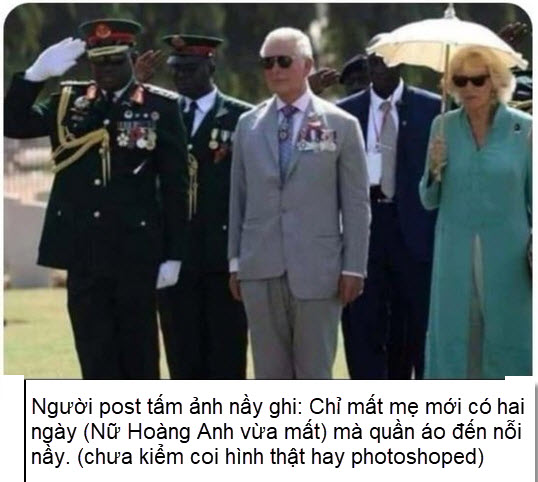 Người post tấm ảnh nầy ghi: Chỉ mất mẹ mới có hai
ngày (Nữ Hoàng Anh vừa mất) mà quần áo đến nỗi
nầy. (chưa kiểm coi hình thật hay photoshoped)